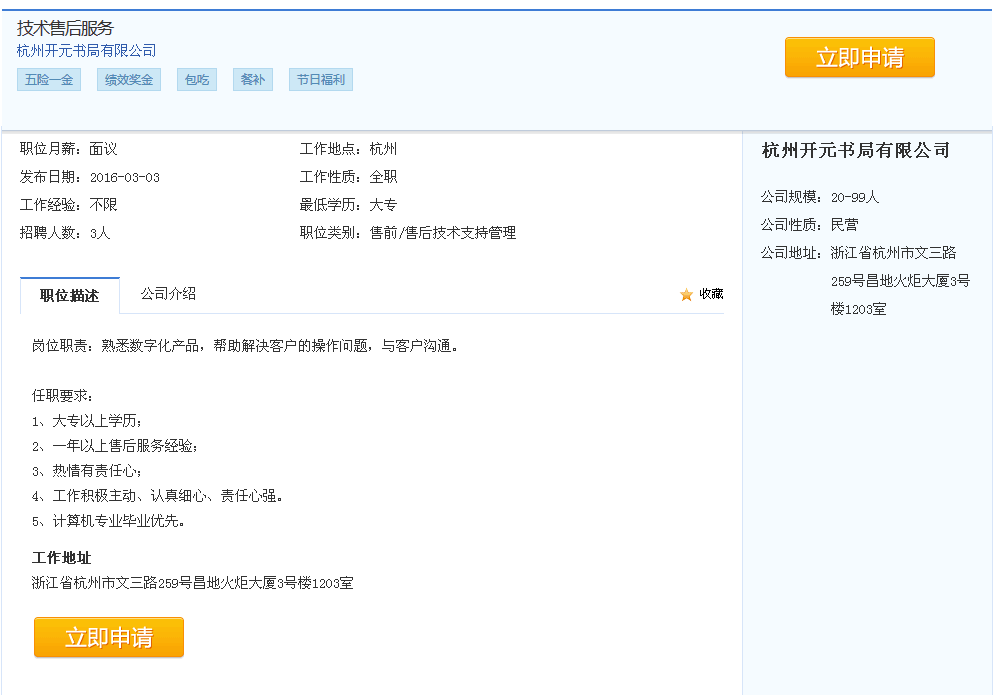 技术售后服务
杭州开元书局有限公司
五险一金 绩效奖金 包吃 餐补 节日福利
立即申请
职位月薪：面议 工作地点：杭州
发布日期：2016-03-03 工作性质：全职
工作经验：不限 最低学历：大专
招聘人数：3人 职位类别：售前/售后技术支持管理
职位描述 公司介绍 收藏
岗位职责：熟悉数字化产品，帮助解决客户的操作问题，与客户沟通。
任职要求：
1、大专以上学历；
2、一年以上售后服务经验；
3、热情有责任心；
4、工作积极主动、认真细心、责任心强。
5、计算机专业毕业优先。
工作地址
浙江省杭州市文三路259号昌地火炬大厦3号楼1203室
立即申请
杭州开元书局有限公司
公司规模：20-99人
公司性质：民营
公司地址：浙江省杭州市文三路
259号昌地火炬大厦3号
楼1203室